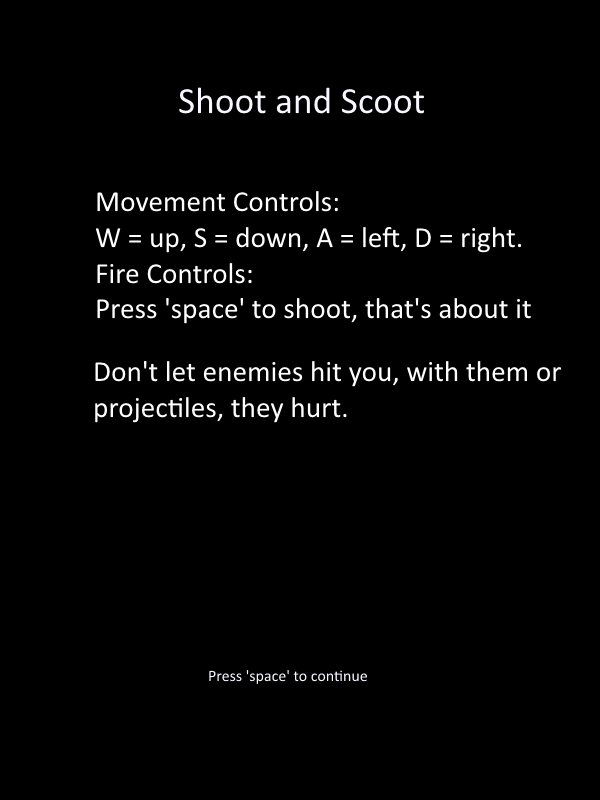 Shoot and Scoot
Movement Controls:
W = up, S = down, A = left, D = right.
Fire Controls:
Press 'space' to shoot, that's about it
Don't let enemies hit you, with them or
projectiles, they hurt.
Press 'space' to continue